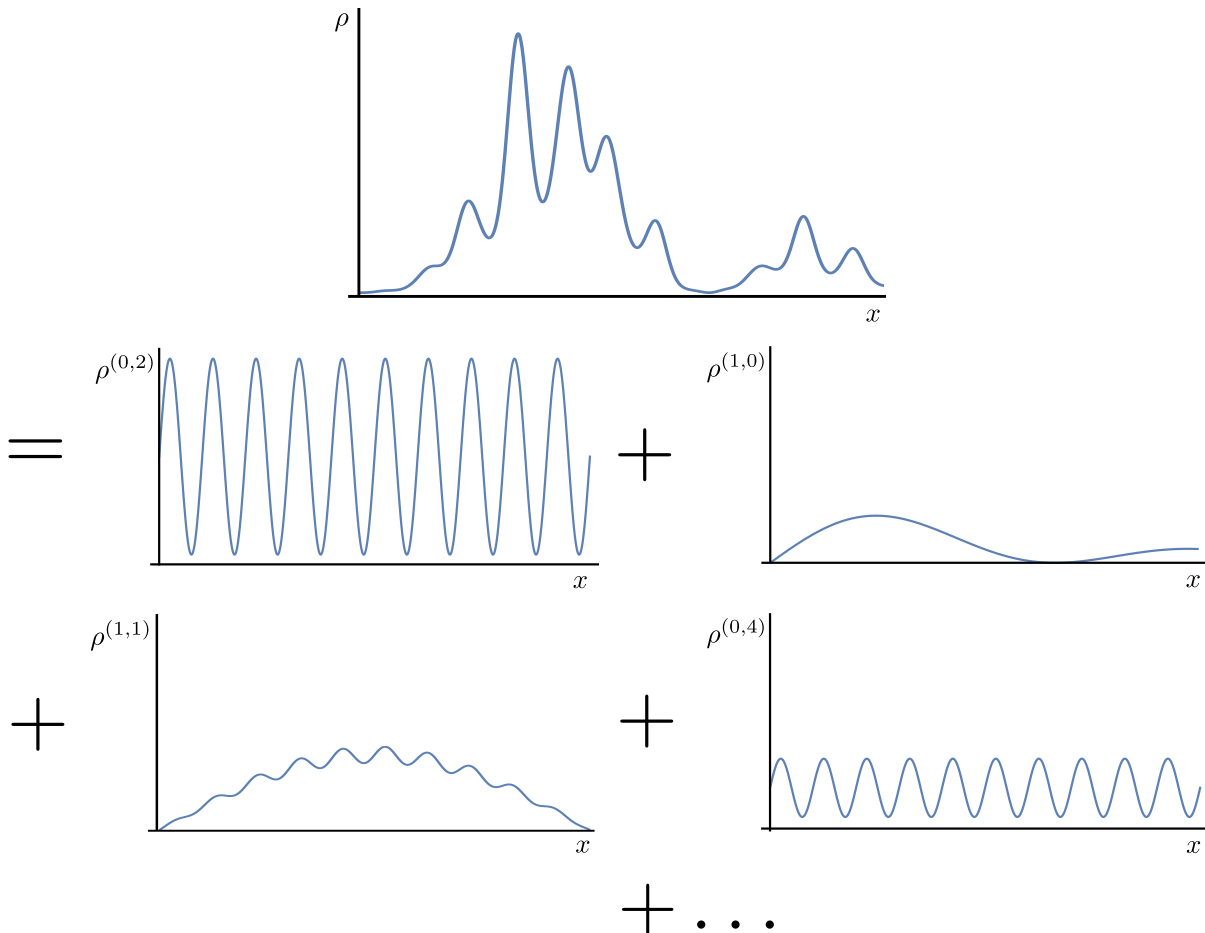 ρ
x
=
ρ^(0,2)
x
+
ρ^(1,0)
x
+
ρ^(1,1)
x
+
ρ^(0,4)
x
+ . . .